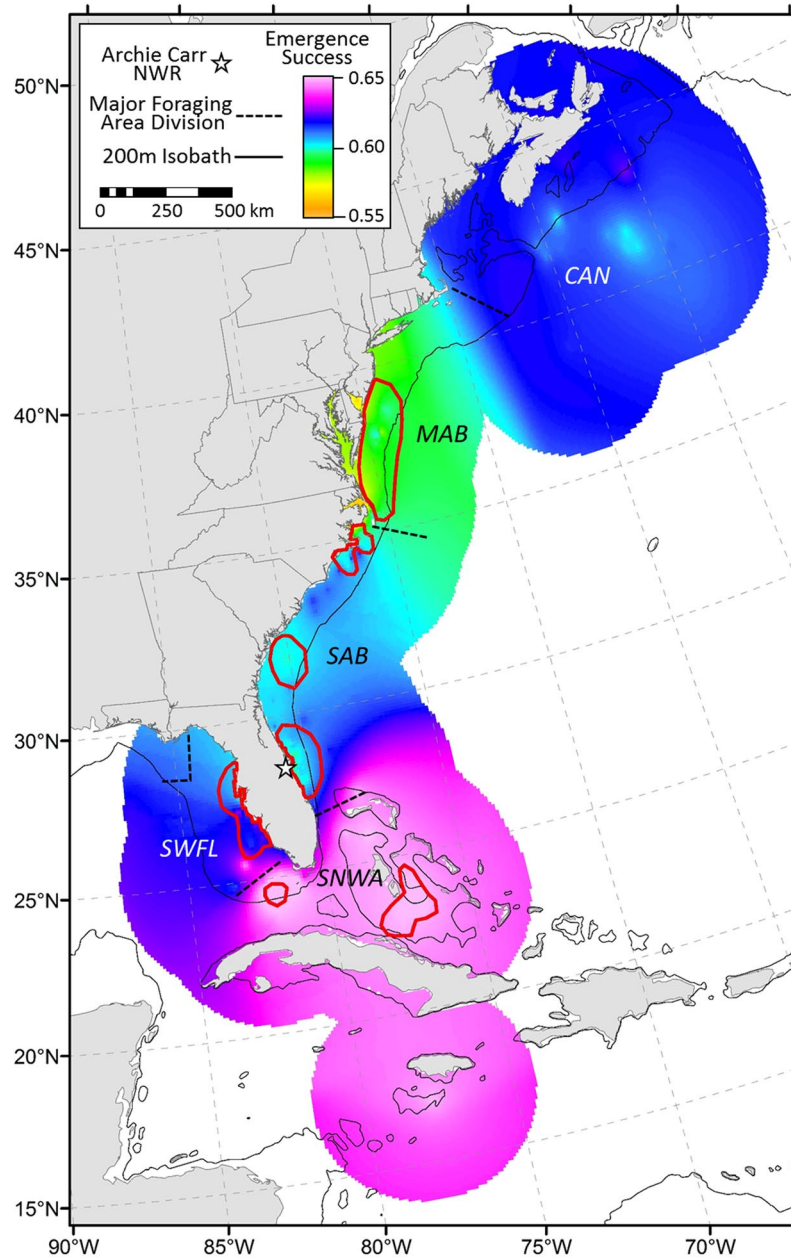 Archie Carr
NWR
Major Foraging
Area Division
200m Isobath
0 250 500 km
Emergence
Success
0.65
0.60
0.55
50°N
45°N
40°N
35°N
30°N
25°N
20°N
15°N
CAN
MAB
SAB
SWFL
SNWA
90°W 85°W 80°W 75°W 70°W